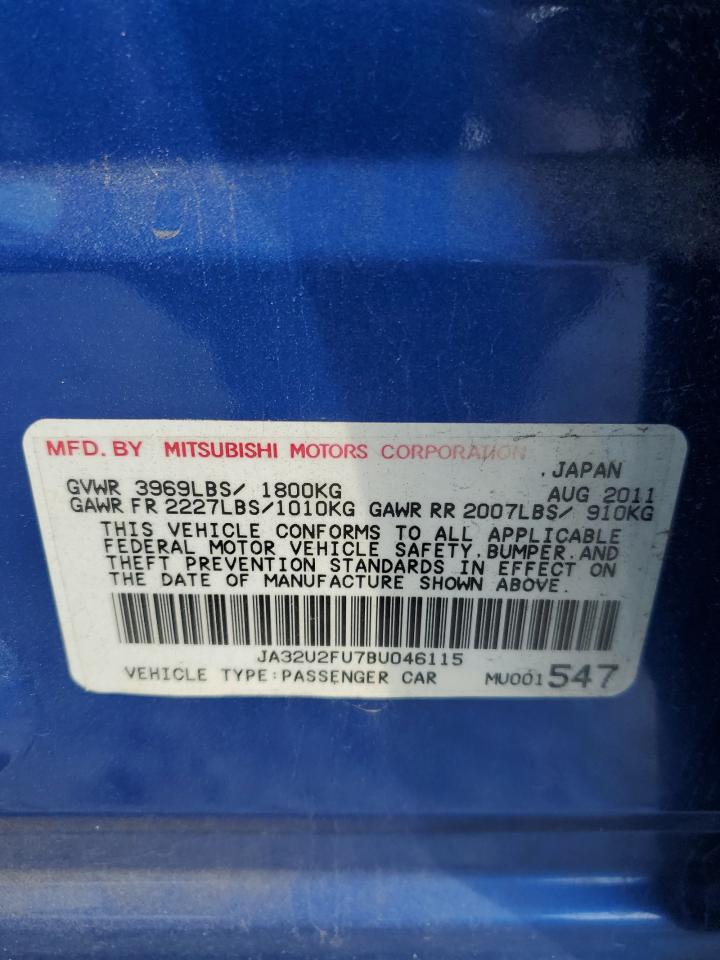 MFD. BY MITSUBISHI MOTORS CORPORATION
.JAPAN
GVWR 3969LBS/ 1800KG AUG 2011
GAWR FR 2227LBS/1010KG GAWR RR 2007LBS/ 910KG
THIS VEHICLE CONFORMS TO ALL APPLICABLE
FEDERAL MOTOR VEHICLE SAFETY,BUMPER,AND
THEFT PREVENTION STANDARDS IN EFFECT ON
THE DATE OF MANUFACTURE SHOWN ABOVE.
JA32U2FU7BU046115
VEHICLE TYPE:PASSENGER CAR MU001547